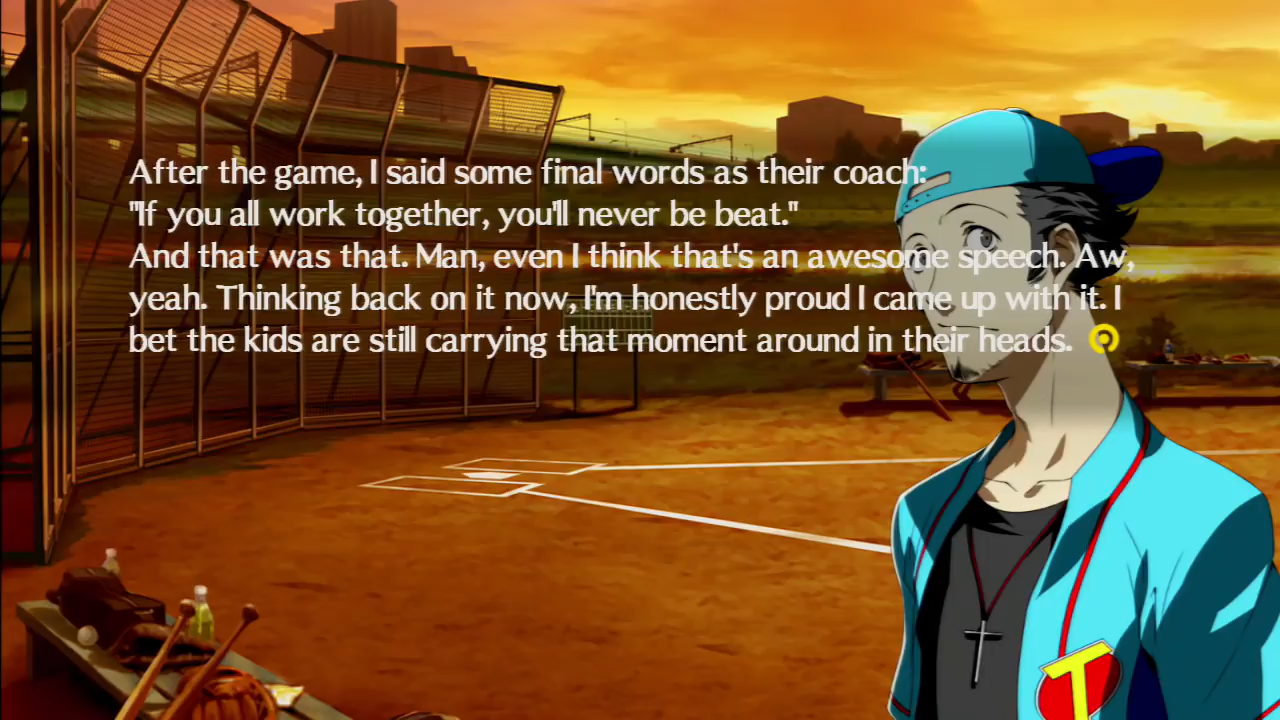 After the game, I said some final words as their coach:
"If you all work together, you'll never be beat."
And that was that. Man, even I think that's an awesome speech. Aw,
yeah. Thinking back on it now, I'm honestly proud I came up with it. I
bet the kids are still carrying that moment around in their heads.
T